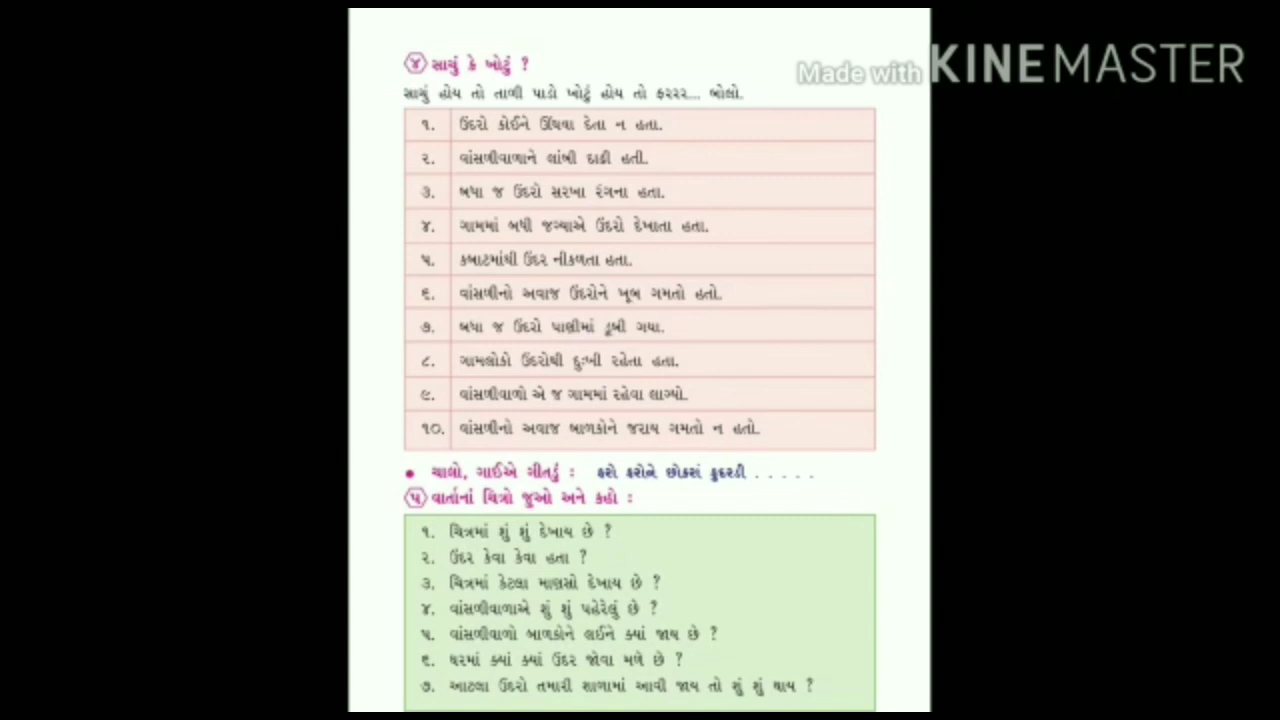 Made with KINEMASTER
૪ સાચું કે ખોટું ?
સાચું હોય તો તાળી પાડો ખોટું હોય તો ફરરર... બોલો.
૧. ઉંદરો કોઈને ઊંઘવા દેતા ન હતા.
૨. વાંસળીવાળાને લાંબી દાઢી હતી.
૩. બધા જ ઉંદરો સરખા રંગના હતા.
૪. ગામમાં બધી જગ્યાએ ઉંદરો દેખાતા હતા.
૫. કબાટમાંથી ઉંદર નીકળતા હતા.
૬. વાંસળીનો અવાજ ઉંદરોને ખૂબ ગમતો હતો.
૭. બધા જ ઉંદરો પાણીમાં ડૂબી ગયા.
૮. ગામલોકો ઉંદરોથી દુઃખી રહેતા હતા.
૯. વાંસળીવાળો એ જ ગામમાં રહેવા લાગ્યો.
૧૦. વાંસળીનો અવાજ બાળકોને જરાય ગમતો ન હતો.
• ચાલો, ગાઈએ ગીતડું : ફરો ફરોને છોકરાં કુદરડી . . . . .
૫ વાર્તાનાં ચિત્રો જુઓ અને કહો :
૧. ચિત્રમાં શું શું દેખાય છે ?
૨. ઉંદર કેવા કેવા હતા ?
૩. ચિત્રમાં કેટલા માણસો દેખાય છે ?
૪. વાંસળીવાળાએ શું શું પહેરેલું છે ?
૫. વાંસળીવાળો બાળકોને લઈને ક્યાં જાય છે ?
૬. ઘરમાં ક્યાં ક્યાં ઉંદર જોવા મળે છે ?
૭. આટલા ઉંદરો તમારી શાળામાં આવી જાય તો શું શું થાય ?